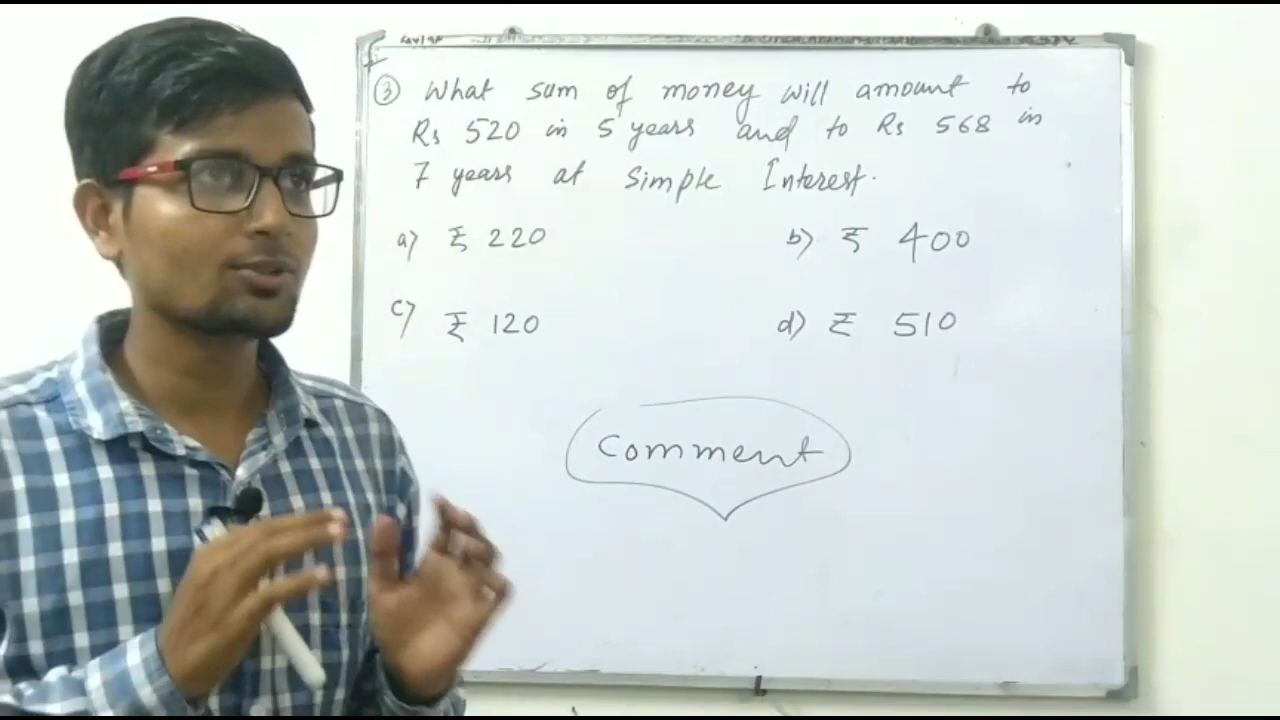 ③ What sum of money will amount to
Rs 520 in 5 years and to Rs 568 in
7 years at Simple Interest.
a) ₹ 220 b) ₹ 400
c) ₹ 120 d) ₹ 510
Comment